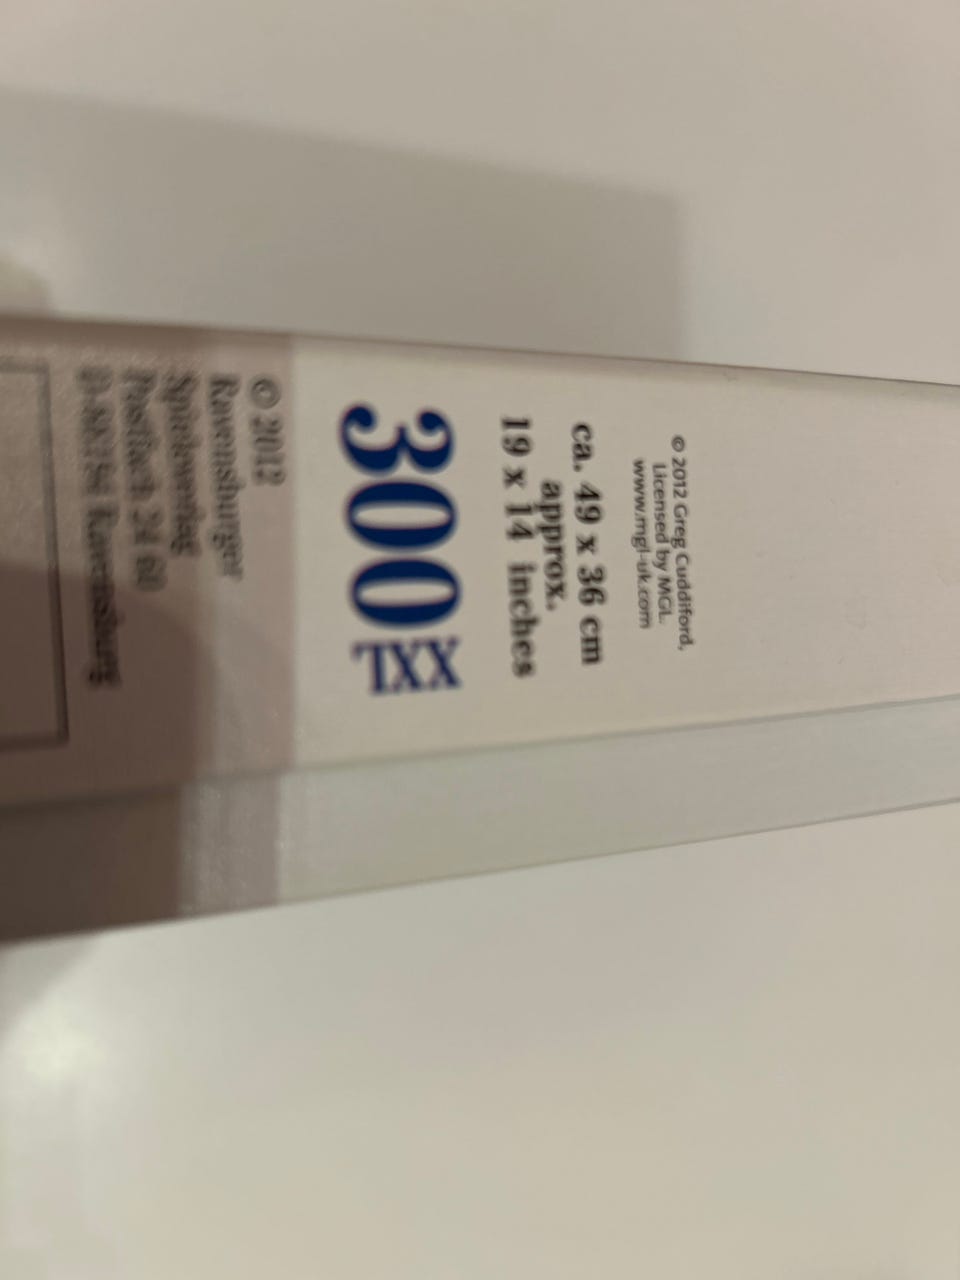 © 2012 Greg Cuddiford,
Licensed by MGL.
www.mgl-uk.com
ca. 49 x 36 cm
approx.
19 x 14 inches
300 XXL
© 2012
Ravensburger
Spieleverlag
Postfach 24 60
D-88194 Ravensburg